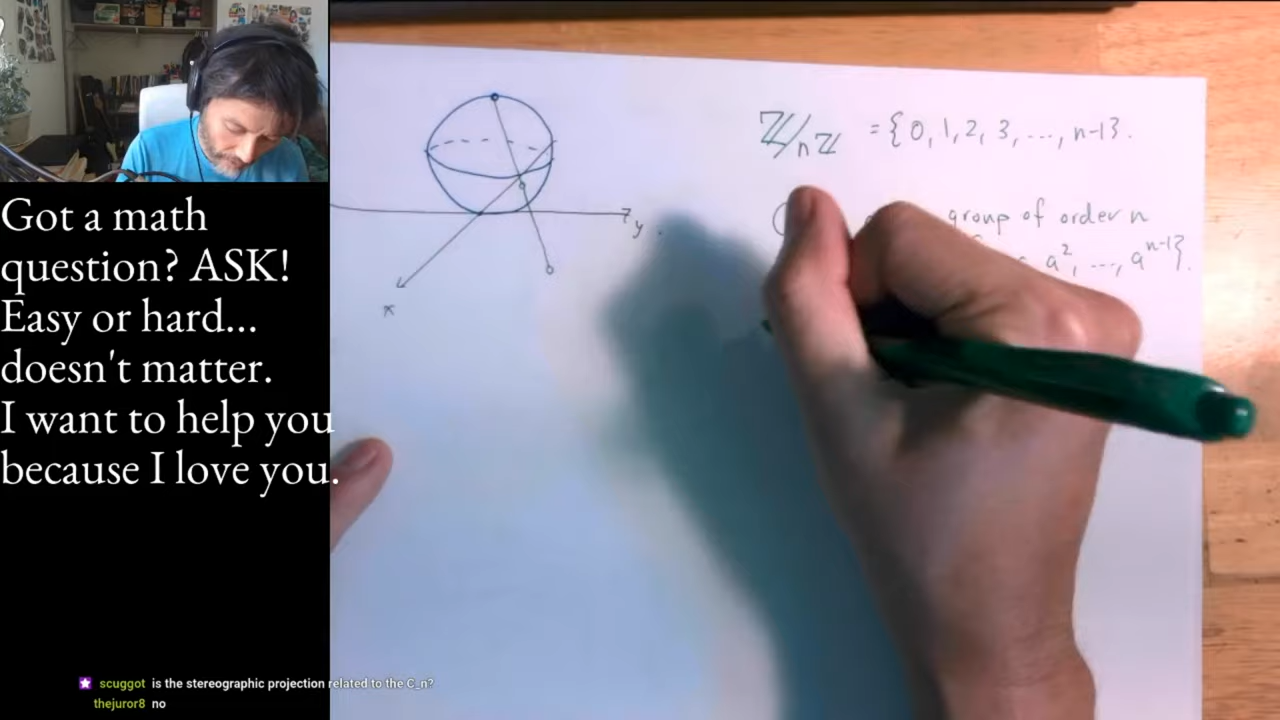 Got a math
question? ASK!
Easy or hard...
doesn't matter.
I want to help you
because I love you.
x
y
ℤ/nℤ = {0, 1, 2, 3, ..., n-1}.
group of order n
a², ..., aⁿ⁻¹}.
scuggot is the stereographic projection related to the C_n?
thejuror8 no